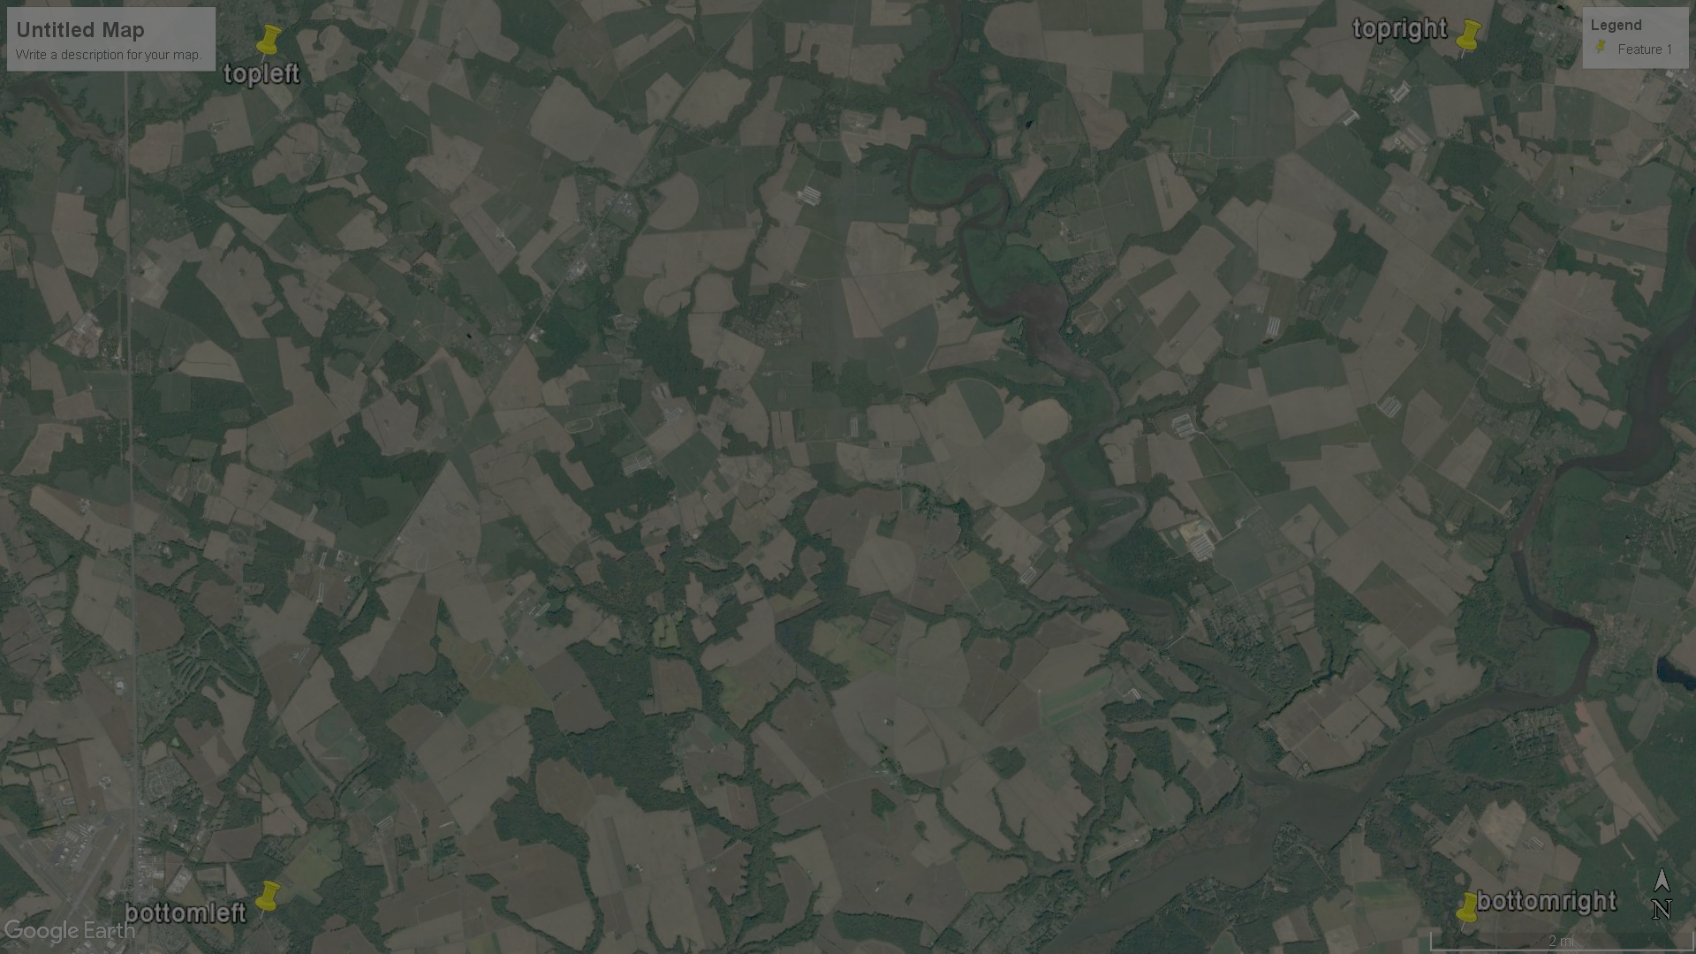 Untitled Map
Write a description for your map.
topleft
topright
Legend
Feature 1
bottomleft
bottomright
N
Google Earth
2 mi